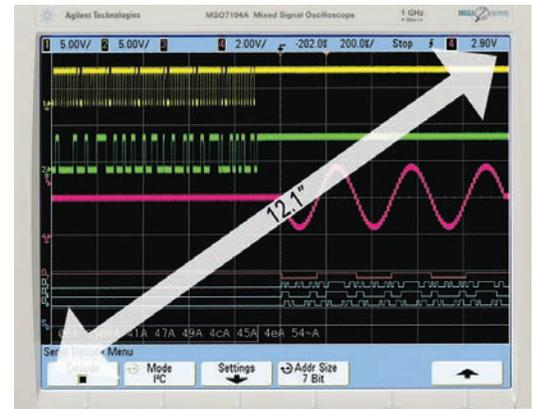 Agilent Technologies MSO7104A Mixed Signal Oscilloscope 1 GHz MEGA Zoom
1 5.00V/ 2 5.00V/ 3 4 2.00V/ -202.0 200.0 Stop 4 2.90V
12.1"
41A 47A 49A 4cA 45A 4eA 54~A
Menu
Mode Settings Addr Size
I²C 7 Bit